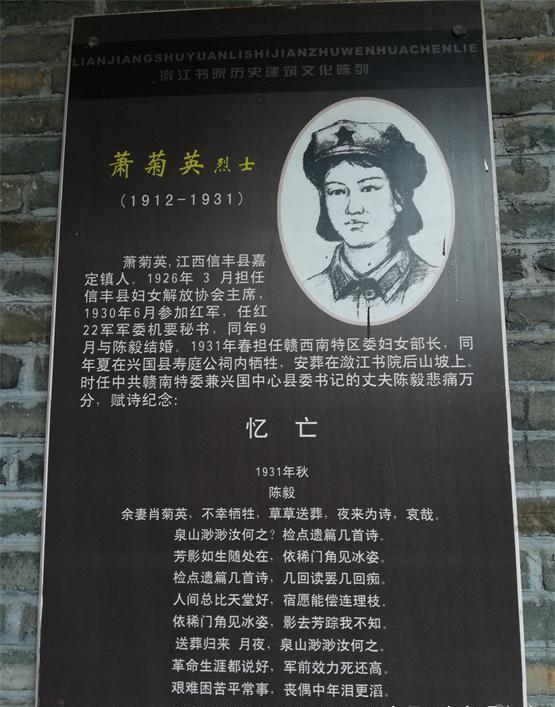 LIANJIANGSHUYUANLISHIJIANZHUWENHUACHENLIE
潋江书院历史建筑文化陈列
萧菊英烈士
(1912-1931)
萧菊英,江西信丰县嘉
定镇人。1926年 3 月担任
信丰县妇女解放协会主席,
1930年6月参加红军，任红
22军军委机要秘书，同年9
月与陈毅结婚。1931年春担任赣西南特区委妇女部长，同
年夏在兴国县寿庭公祠内牺牲，安葬在潋江书院后山坡上。
时任中共赣南特委兼兴国中心县委书记的丈夫陈毅悲痛万
分，赋诗纪念:
忆 亡
1931年秋
陈毅
余妻肖菊英，不幸牺牲，草草送葬，夜来为诗，哀哉。
泉山渺渺汝何之？检点遗篇几首诗。
芳影如生随处在，依稀门角见冰姿。
检点遗篇几首诗，几回读罢几回痴。
人间总比天堂好，宿愿能偿连理枝。
依稀门角见冰姿，影去芳踪我不知。
送葬归来 月夜，泉山渺渺汝何之。
革命生涯都说好，军前效力死还高。
艰难困苦平常事，丧偶中年泪更滔。